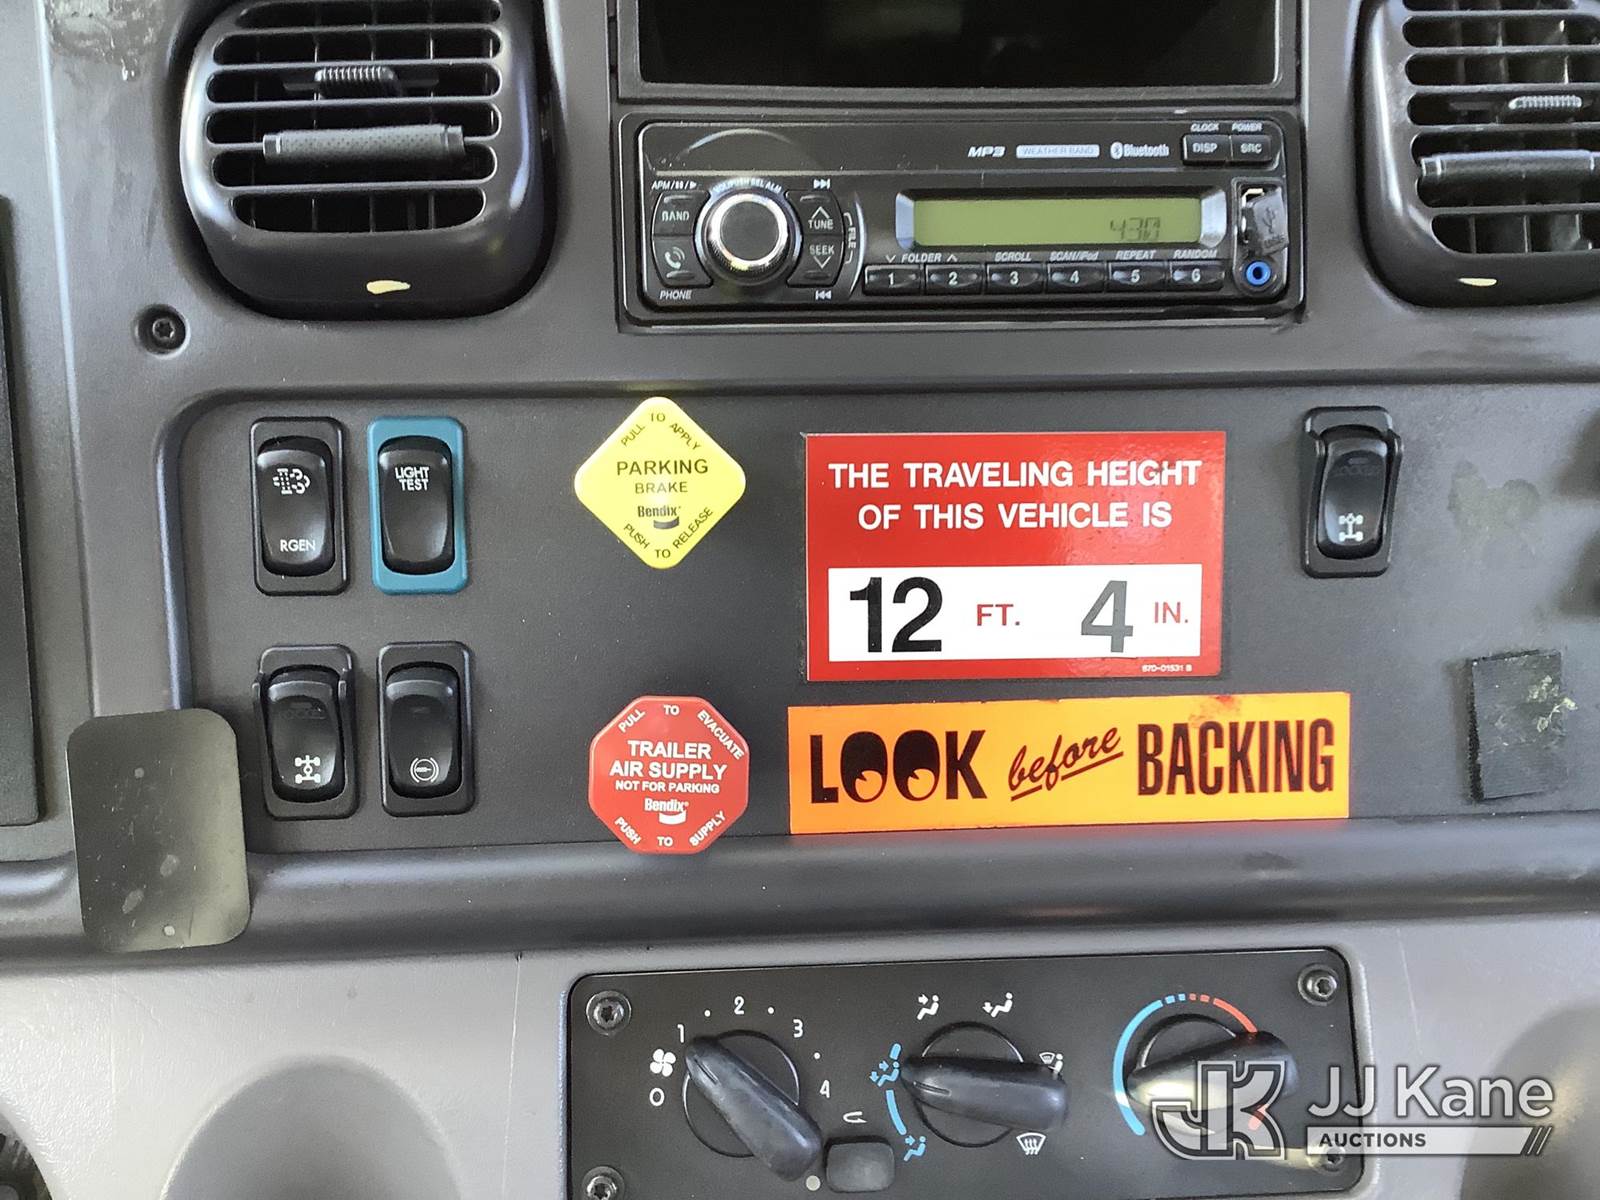 MP3
WEATHER BAND
Bluetooth
CLOCK
POWER
DISP
SRC
BAND
PHONE
TUNE
SEEK
FILE
430
FOLDER
SCROLL
SCAN/iPod
REPEAT
RANDOM
1 2 3 4 5 6
RGEN
LIGHT
TEST
PULL TO APPLY
PARKING
BRAKE
Bendix
PUSH TO RELEASE
THE TRAVELING HEIGHT
OF THIS VEHICLE IS
12 FT. 4 IN.
PULL TO EVACUATE
TRAILER
AIR SUPPLY
NOT FOR PARKING
Bendix
PUSH TO SUPPLY
LOOK before BACKING
0 1 2 3 4
JJ Kane
AUCTIONS